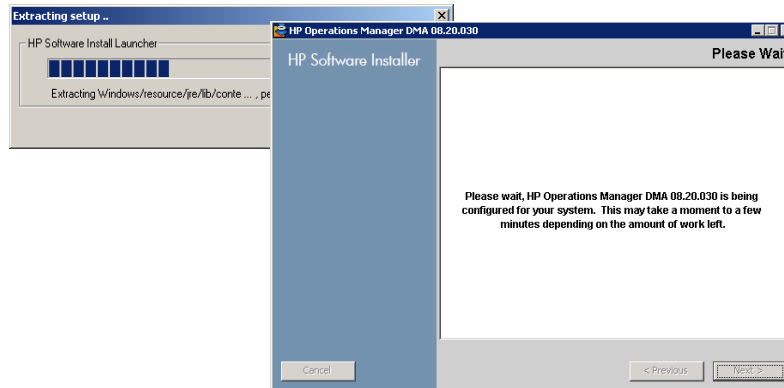 Extracting setup ..
HP Software Install Launcher
Extracting Windows/resource/jre/lib/conte ... , pe
HP Operations Manager DMA 08.20.030
HP Software Installer
Please Wait
Please wait, HP Operations Manager DMA 08.20.030 is being
configured for your system. This may take a moment to a few
minutes depending on the amount of work left.
Cancel
< Previous
Next >